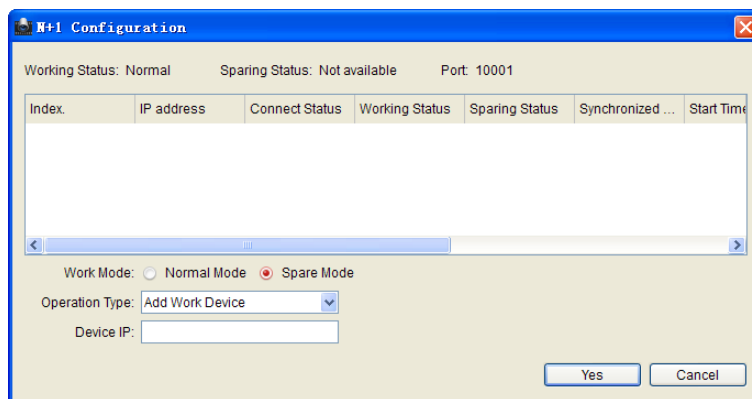 N+1 Configuration
Working Status: Normal Sparing Status: Not available Port: 10001
Index. IP address Connect Status Working Status Sparing Status Synchronized ... Start Time
Work Mode: Normal Mode Spare Mode
Operation Type: Add Work Device
Device IP:
Yes Cancel